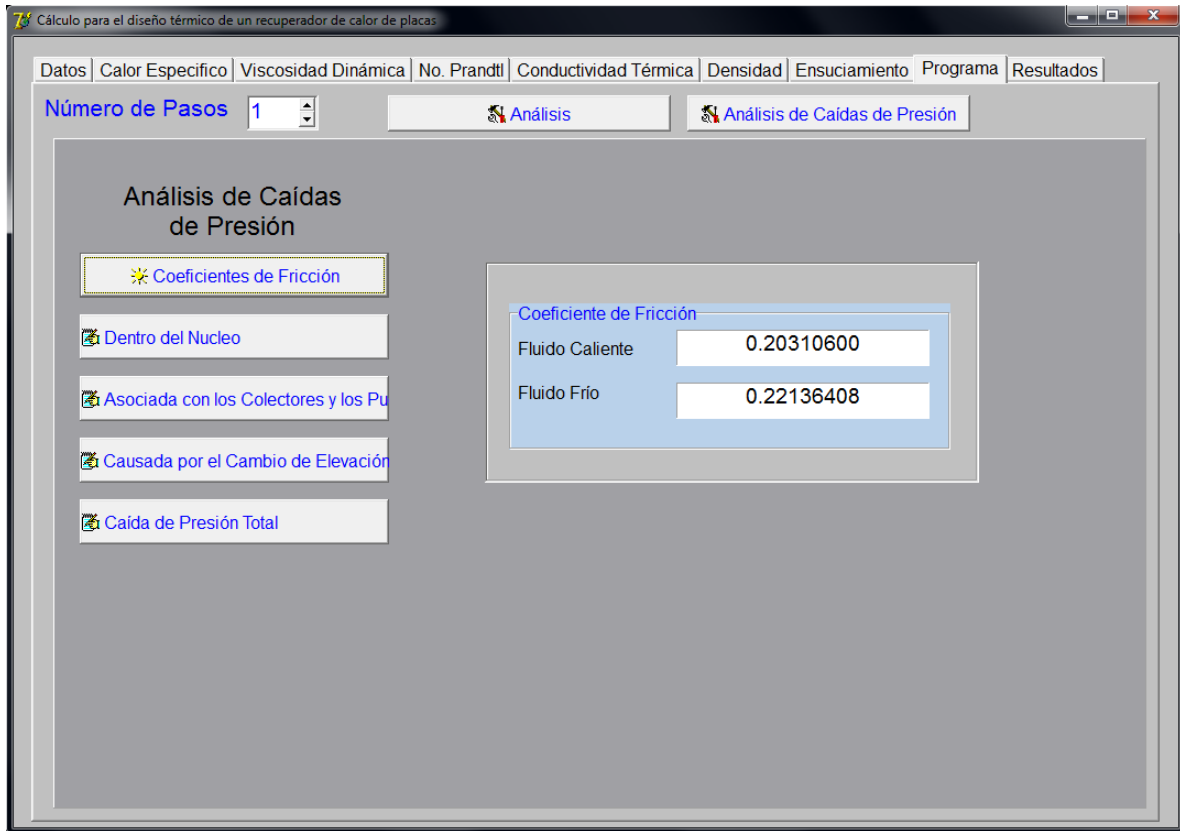 Cálculo para el diseño térmico de un recuperador de calor de placas
Datos Calor Especifico Viscosidad Dinámica No. Prandtl Conductividad Térmica Densidad Ensuciamiento Programa Resultados
Número de Pasos 1 Análisis Análisis de Caídas de Presión
Análisis de Caídas
de Presión
Coeficientes de Fricción
Dentro del Nucleo
Asociada con los Colectores y los Pu
Causada por el Cambio de Elevación
Caída de Presión Total
Coeficiente de Fricción
Fluido Caliente 0.20310600
Fluido Frío 0.22136408